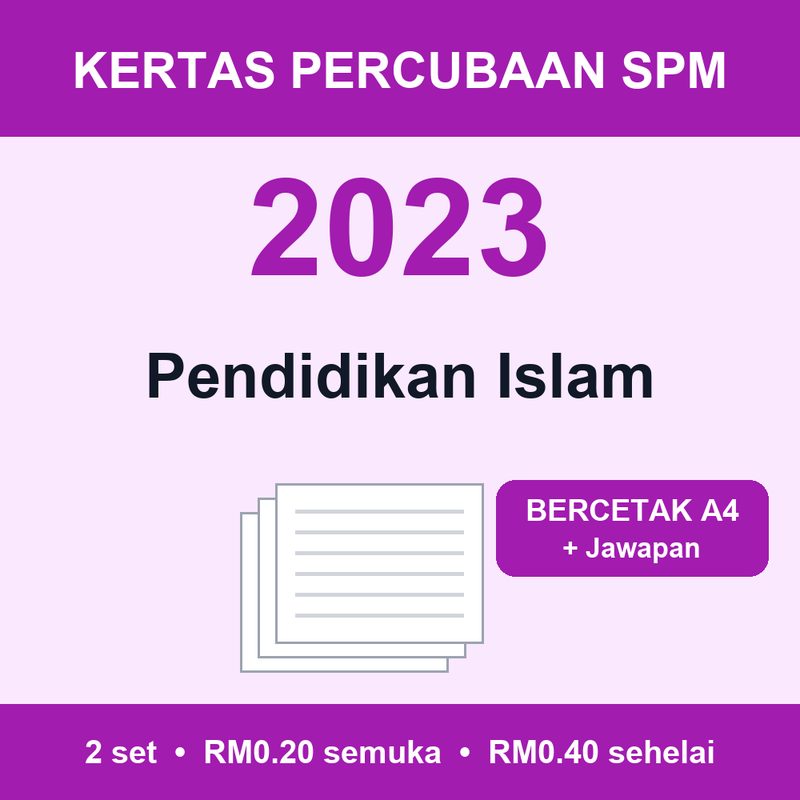 KERTAS PERCUBAAN SPM
2023
Pendidikan Islam
BERCETAK A4
+ Jawapan
2 set • RM0.20 semuka • RM0.40 sehelai